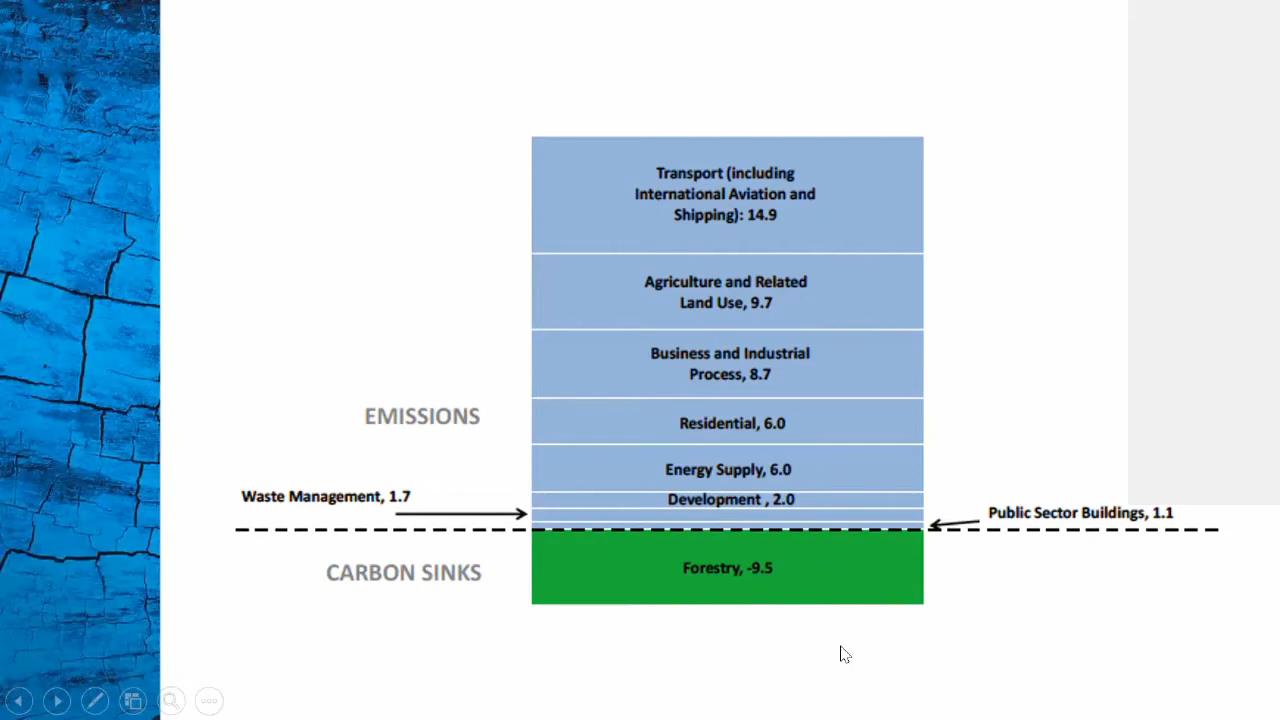 Transport (including
International Aviation and
Shipping): 14.9
Agriculture and Related
Land Use, 9.7
Business and Industrial
Process, 8.7
EMISSIONS
Residential, 6.0
Energy Supply, 6.0
Waste Management, 1.7
Development , 2.0
Public Sector Buildings, 1.1
CARBON SINKS
Forestry, -9.5